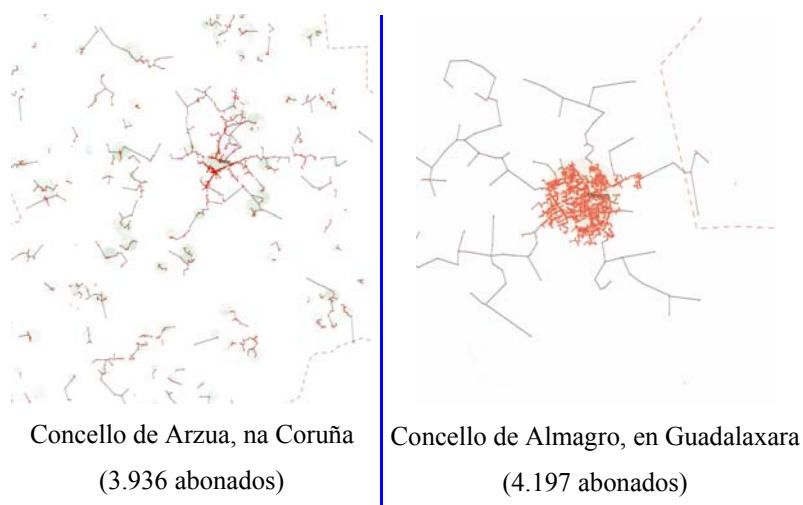 Concello de Arzua, na Coruña
(3.936 abonados)
Concello de Almagro, en Guadalaxara
(4.197 abonados)